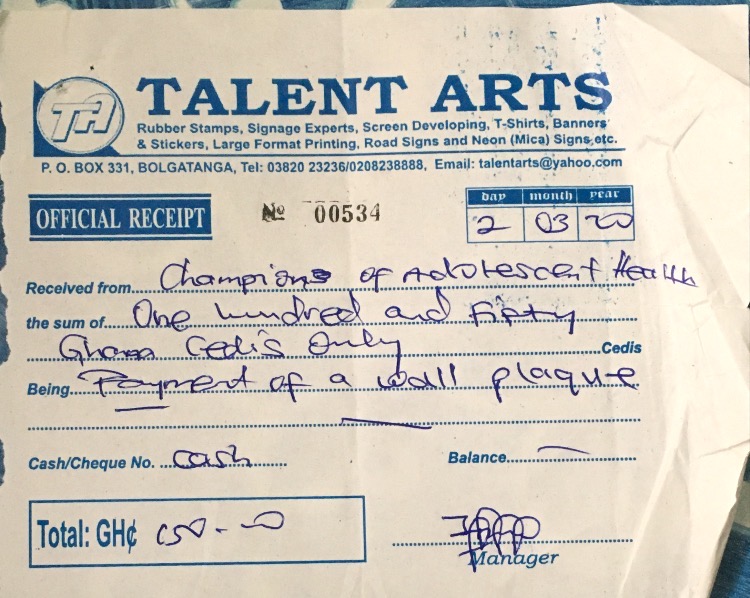 TA
TALENT ARTS
Rubber Stamps, Signage Experts, Screen Developing, T-Shirts, Banners
& Stickers, Large Format Printing, Road Signs and Neon (Mica) Signs,etc.
P. O. BOX 331, BOLGATANGA, Tel: 03820 23236/0208238888, Email: talentarts@yahoo.com
OFFICIAL RECEIPT № 00534
day month year
2 03 20
Received from Champions of Adolescent Health
the sum of One hundred and Fifty
Ghana Cedis Only Cedis
Being Payment of a wall plaque
Cash/Cheque No. cash Balance
Total: GH¢ 150-00
Manager